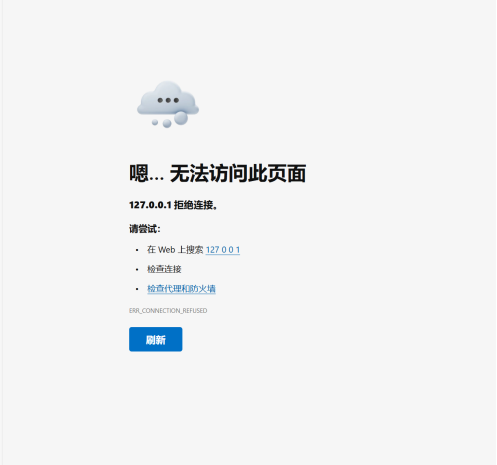 嗯... 无法访问此页面
127.0.0.1 拒绝连接。
请尝试:
• 在 Web 上搜索 127 0 0 1
• 检查连接
• 检查代理和防火墙
ERR_CONNECTION_REFUSED
刷新